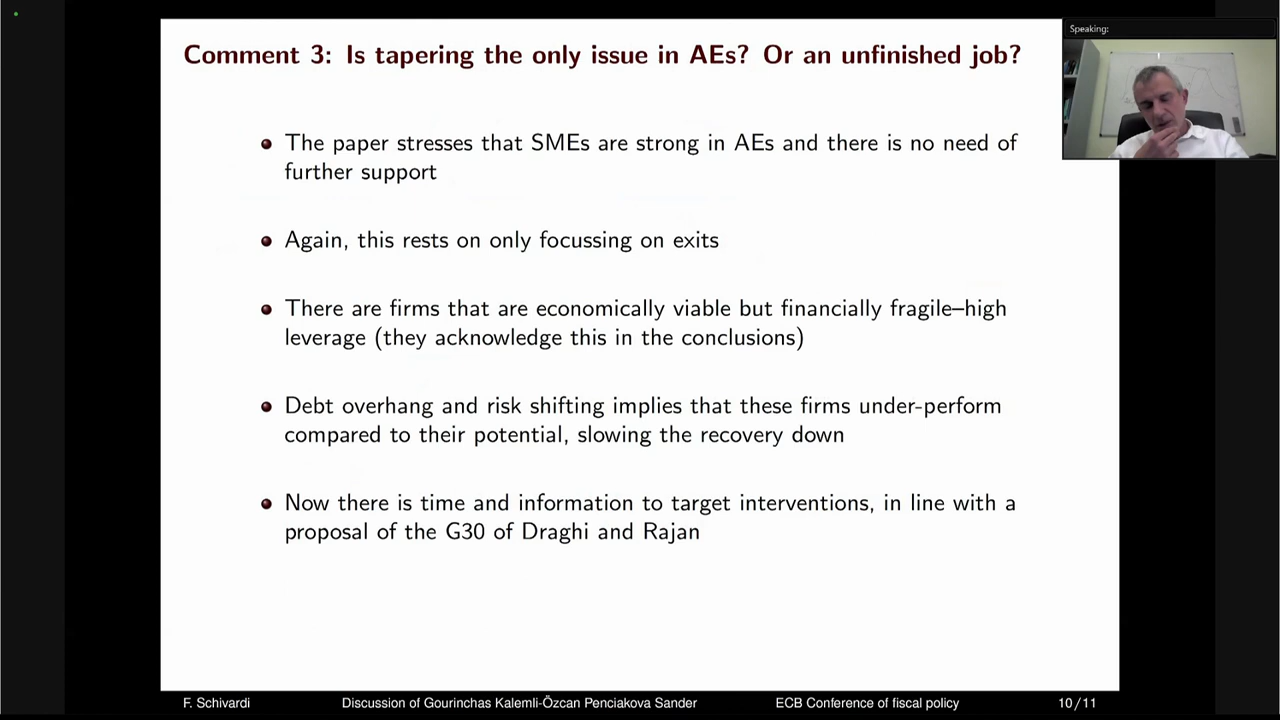 Comment 3: Is tapering the only issue in AEs? Or an unfinished job?
Speaking:
The paper stresses that SMEs are strong in AEs and there is no need of
further support
Again, this rests on only focussing on exits
There are firms that are economically viable but financially fragile–high
leverage (they acknowledge this in the conclusions)
Debt overhang and risk shifting implies that these firms under-perform
compared to their potential, slowing the recovery down
Now there is time and information to target interventions, in line with a
proposal of the G30 of Draghi and Rajan
F. Schivardi Discussion of Gourinchas Kalemli-Özcan Penciakova Sander ECB Conference of fiscal policy 10 / 11